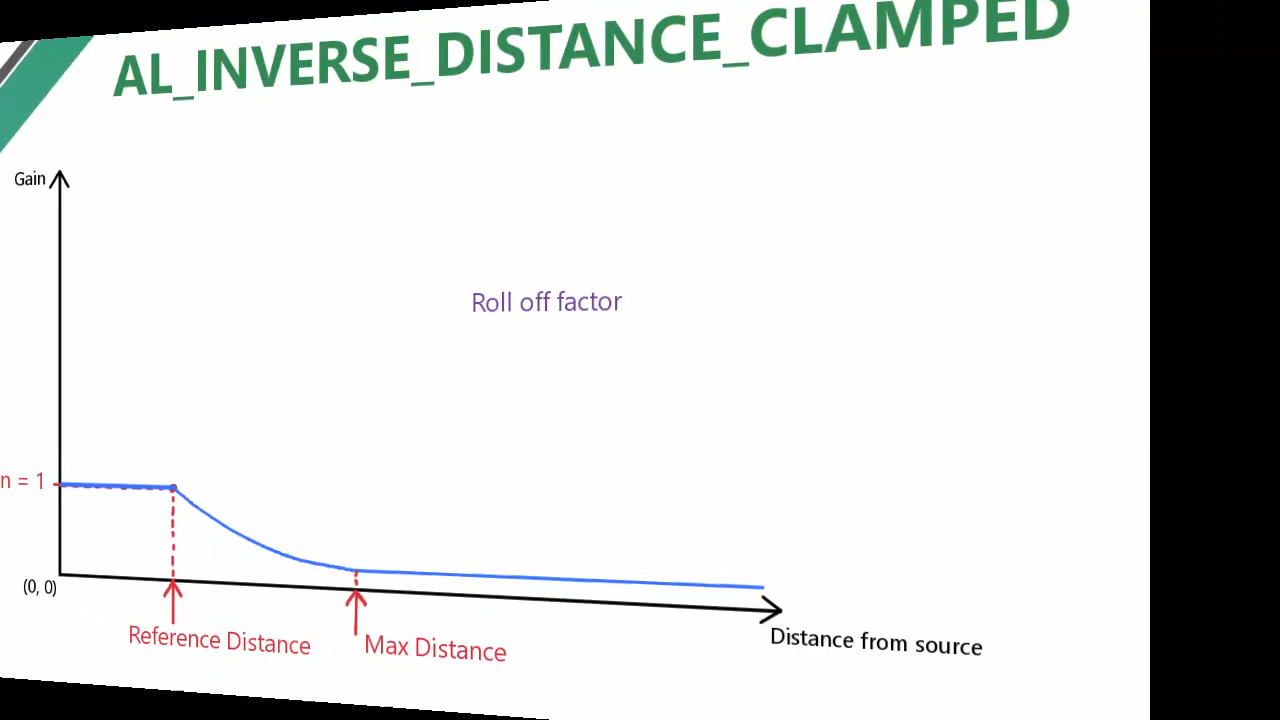 AL_INVERSE_DISTANCE_CLAMPED
Gain
Roll off factor
n = 1
(0, 0)
Reference Distance
Max Distance
Distance from source